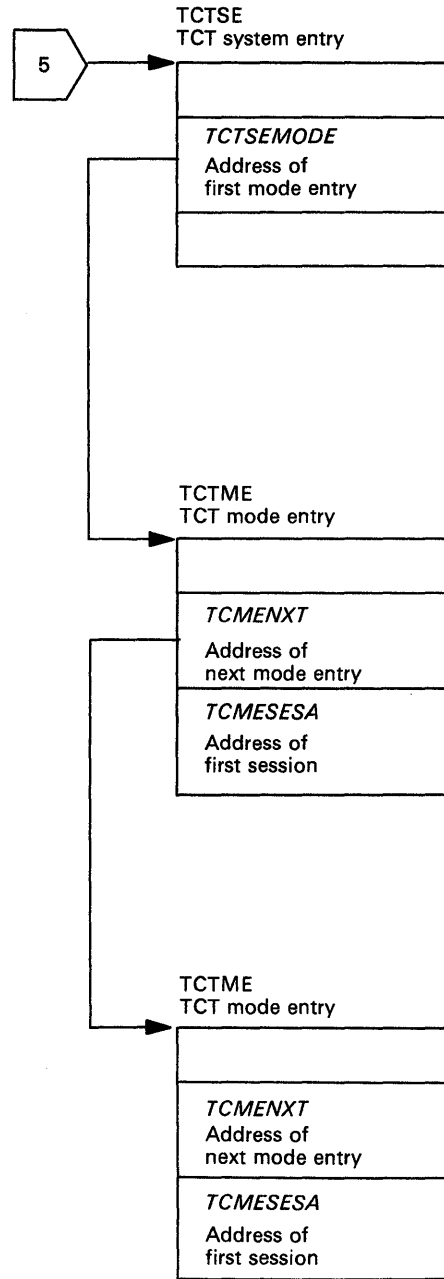 TCTSE
TCT system entry
5
TCTSEMODE
Address of
first mode entry
TCTME
TCT mode entry
TCMENXT
Address of
next mode entry
TCMESESA
Address of
first session
TCTME
TCT mode entry
TCMENXT
Address of
next mode entry
TCMESESA
Address of
first session